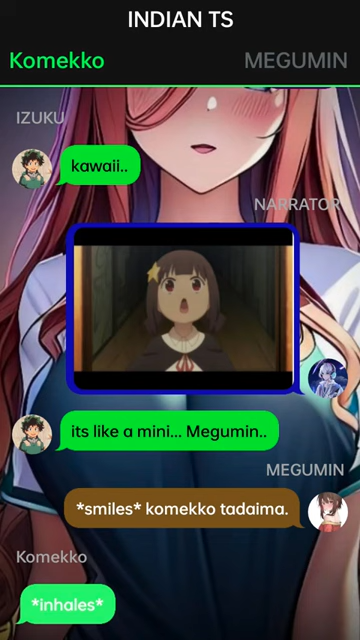 INDIAN TS
Komekko MEGUMIN
IZUKU
kawaii..
NARRATOR
its like a mini... Megumin..
MEGUMIN
*smiles* komekko tadaima.
Komekko
*inhales*